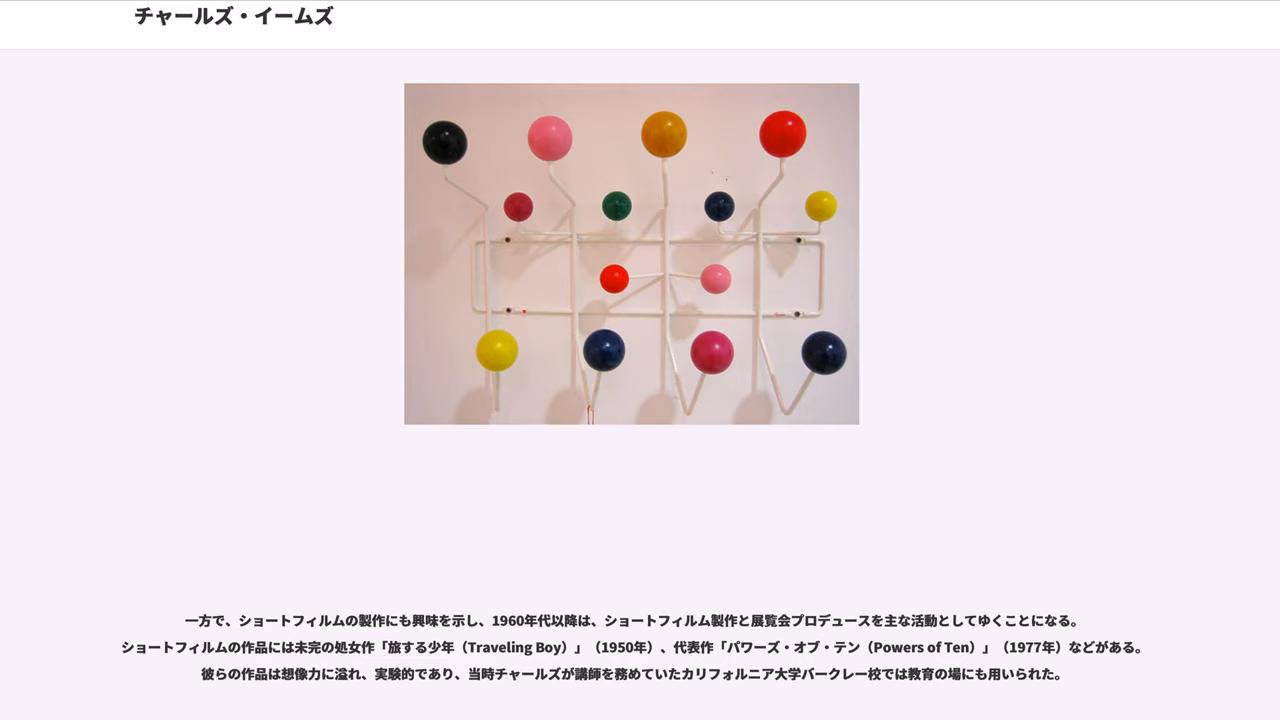 チャールズ・イームズ
一方で、ショートフィルムの製作にも興味を示し、1960年代以降は、ショートフィルム製作と展覧会プロデュースを主な活動としてゆくことになる。
ショートフィルムの作品には未完の処女作「旅する少年（Traveling Boy）」（1950年）、代表作「パワーズ・オブ・テン（Powers of Ten）」（1977年）などがある。
彼らの作品は想像力に溢れ、実験的であり、当時チャールズが講師を務めていたカリフォルニア大学バークレー校では教育の場にも用いられた。